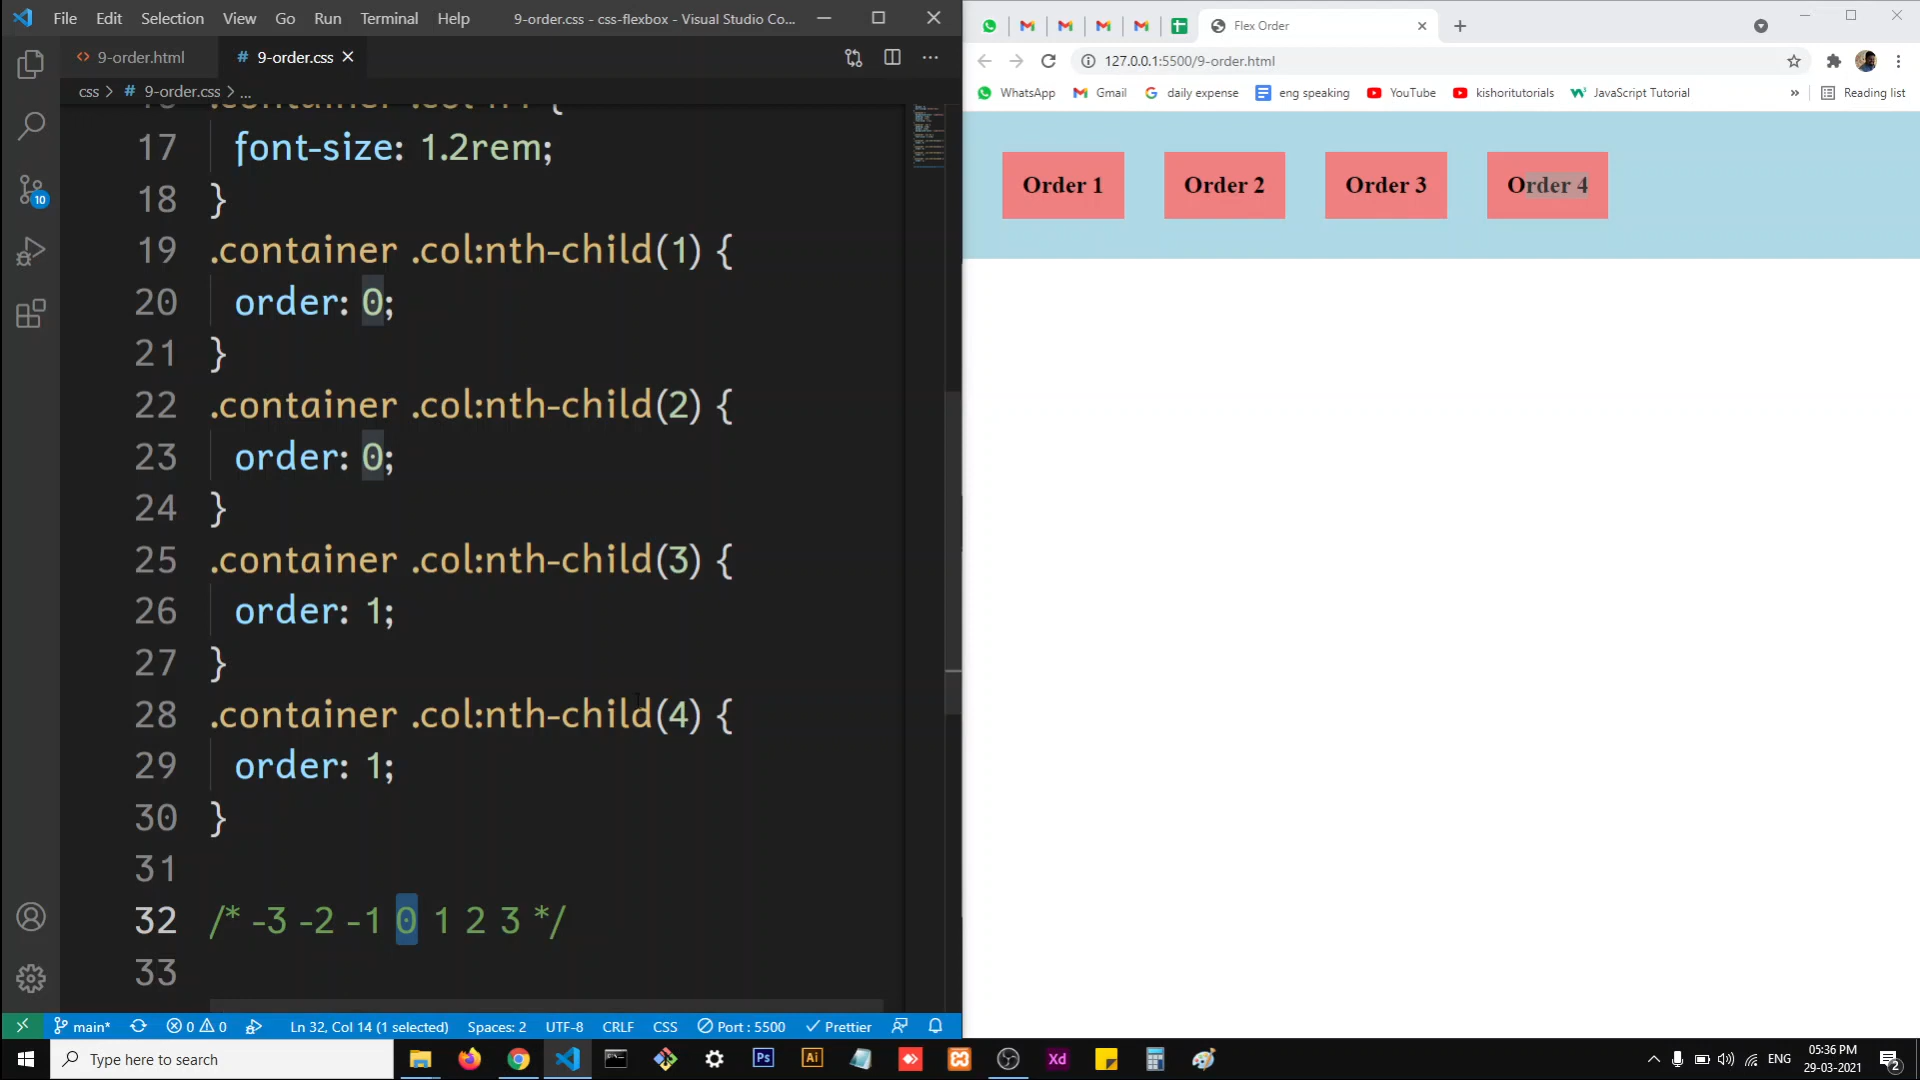 File Edit Selection View Go Run Terminal Help 9-order.css - css-flexbox - Visual Studio Co...
9-order.html # 9-order.css
css > # 9-order.css > ...
17 font-size: 1.2rem;
18 }
19 .container .col:nth-child(1) {
20 order: 0;
21 }
22 .container .col:nth-child(2) {
23 order: 0;
24 }
25 .container .col:nth-child(3) {
26 order: 1;
27 }
28 .container .col:nth-child(4) {
29 order: 1;
30 }
31
32 /* -3 -2 -1 0 1 2 3 */
33
10
main* 0 0 Ln 32, Col 14 (1 selected) Spaces: 2 UTF-8 CRLF CSS Port : 5500 Prettier
Flex Order
127.0.0.1:5500/9-order.html
WhatsApp Gmail daily expense eng speaking YouTube kishoritutorials JavaScript Tutorial » Reading list
Order 1 Order 2 Order 3 Order 4
Type here to search Ps Ai Xd ENG 05:36 PM
29-03-2021 2